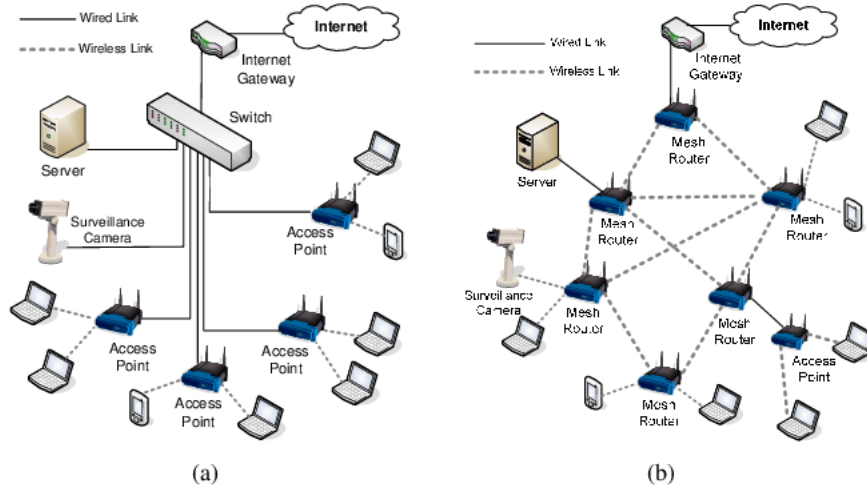 Wired Link
Wireless Link
Internet
Internet
Gateway
Switch
Server
Surveillance
Camera
Access
Point
Access
Point
Access
Point
Access
Point
(a)
Wired Link
Wireless Link
Internet
Internet
Gateway
Mesh
Router
Server
Mesh
Router
Mesh
Router
Surveillance
Camera
Mesh
Router
Mesh
Router
Access
Point
Mesh
Router
(b)